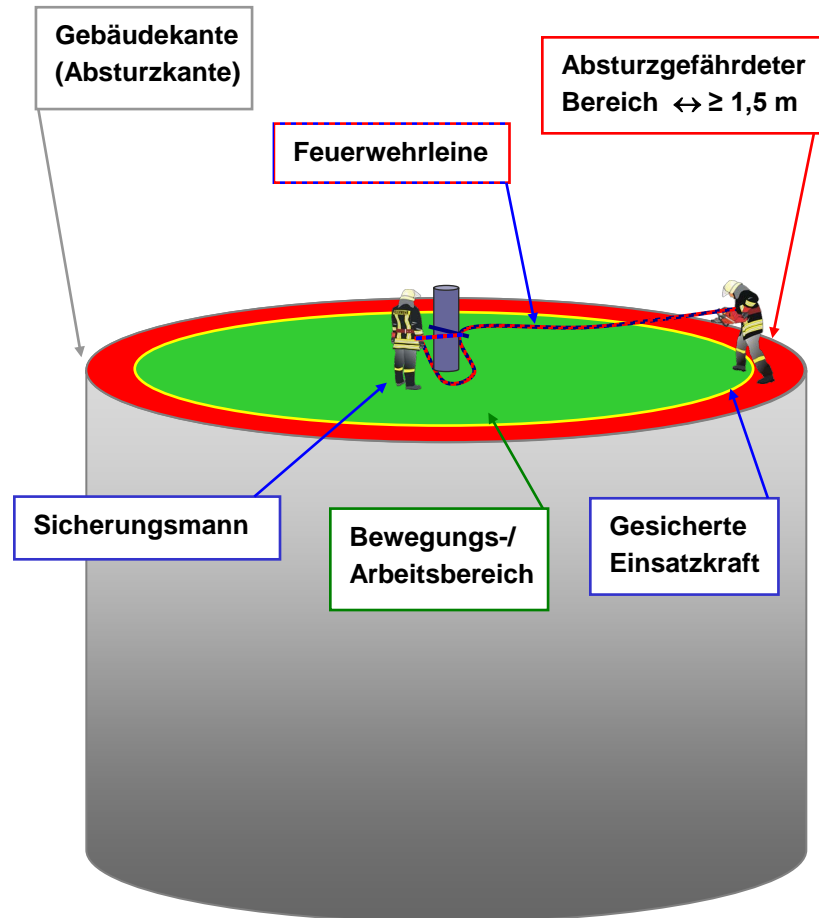 Gebäudekante
(Absturzkante)
Absturzgefährdeter
Bereich ↔ ≥ 1,5 m
Feuerwehrleine
Sicherungsmann
Bewegungs-/
Arbeitsbereich
Gesicherte
Einsatzkraft